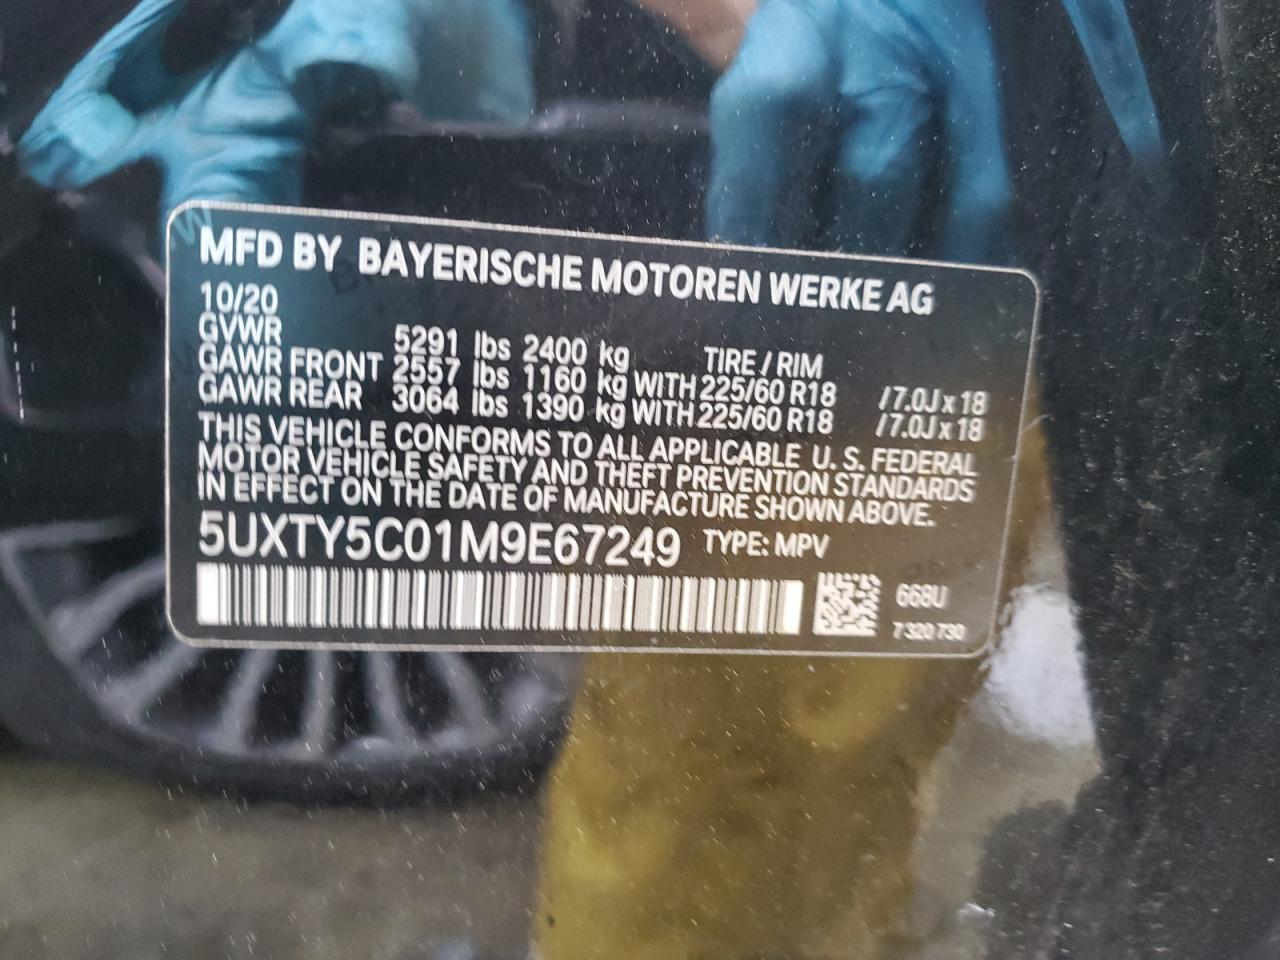 MFD BY BAYERISCHE MOTOREN WERKE AG
10/20
GVWR 5291 lbs 2400 kg TIRE / RIM
GAWR FRONT 2557 lbs 1160 kg WITH 225/60 R18 /7.0J x 18
GAWR REAR 3064 lbs 1390 kg WITH 225/60 R18 /7.0J x 18
THIS VEHICLE CONFORMS TO ALL APPLICABLE U. S. FEDERAL
MOTOR VEHICLE SAFETY AND THEFT PREVENTION STANDARDS
IN EFFECT ON THE DATE OF MANUFACTURE SHOWN ABOVE.
5UXTY5C01M9E67249 TYPE: MPV
668U
7 320 730